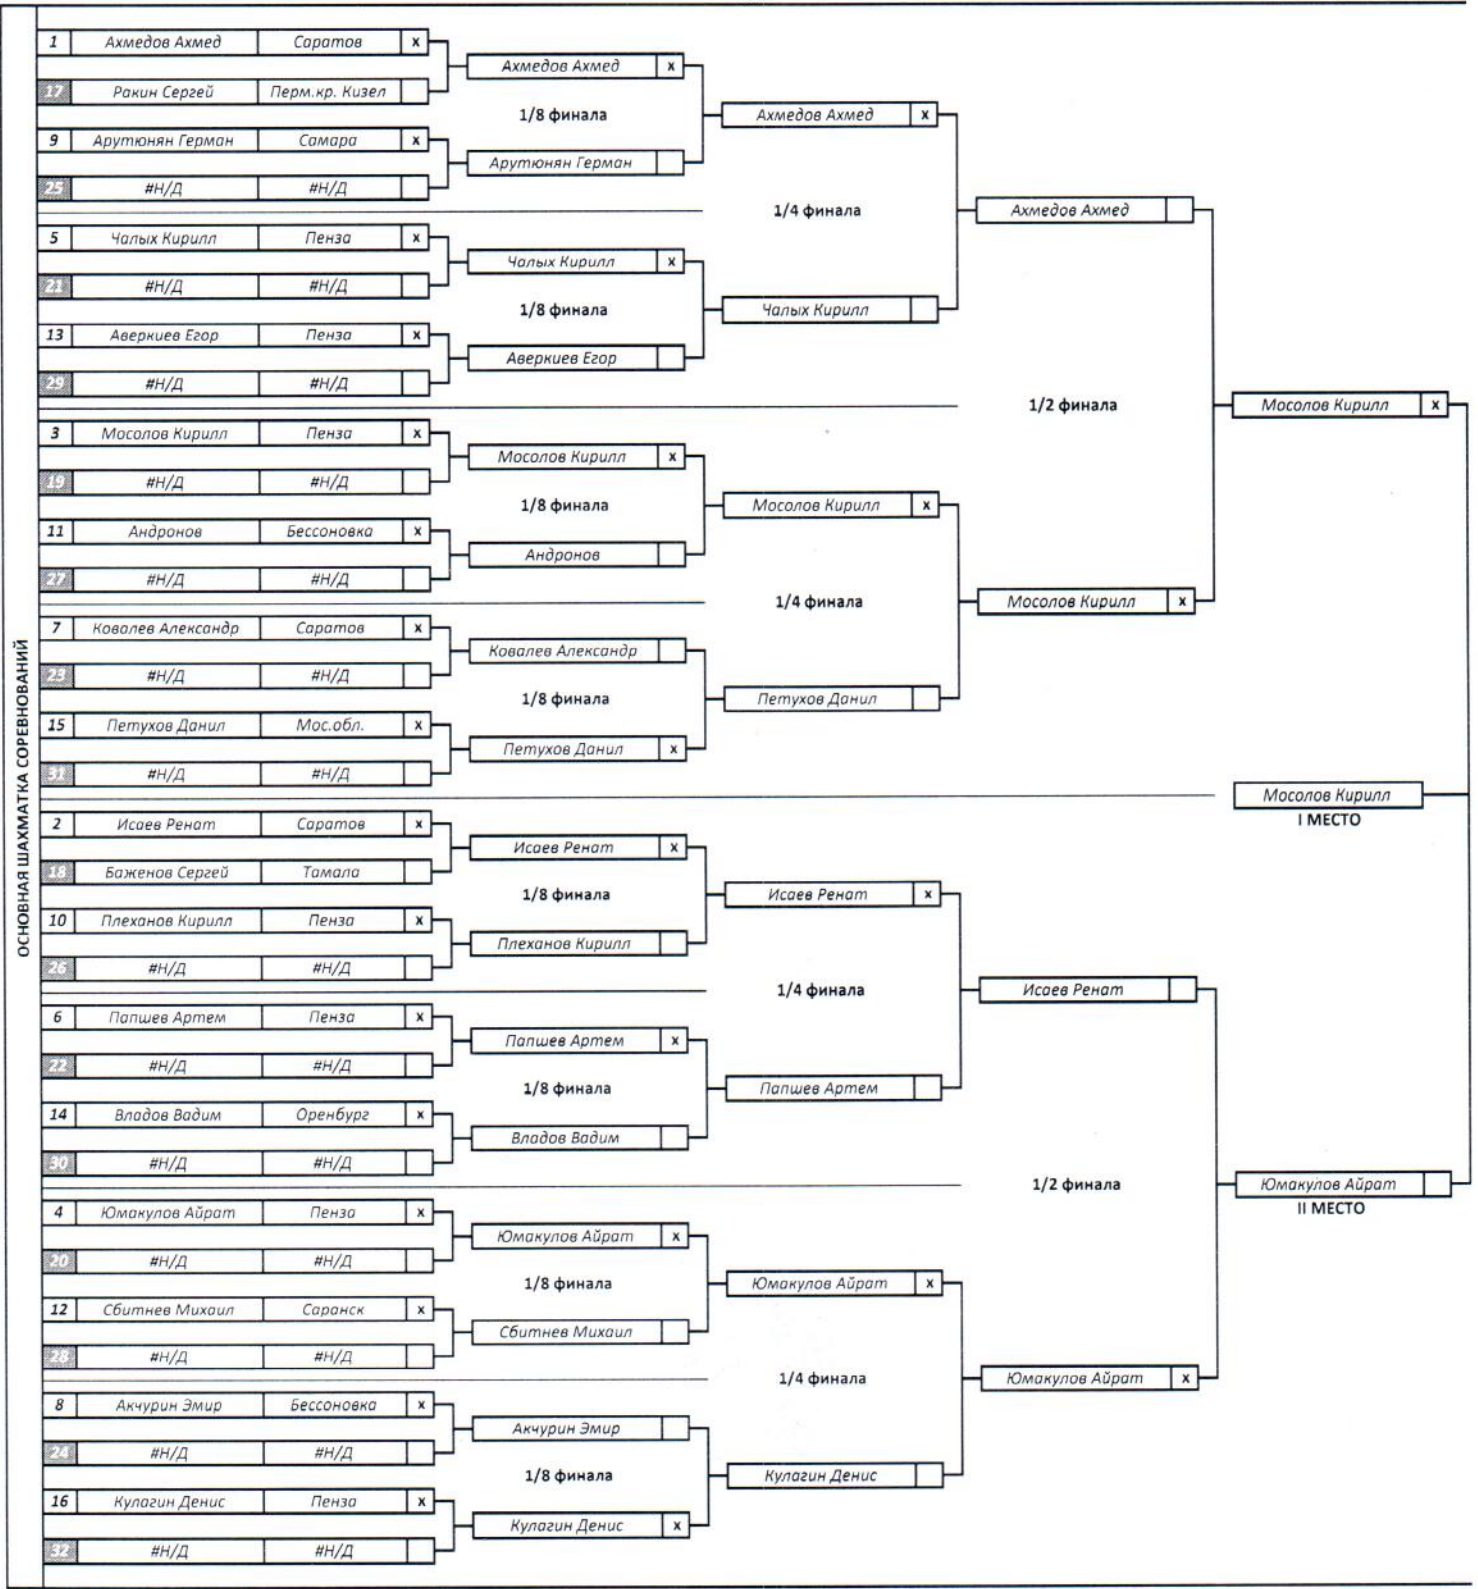 ОСНОВНАЯ ШАХМАТКА СОРЕВНОВАНИЙ
1 Ахмедов Ахмед Саратов x
17 Ракин Сергей Перм.кр. Кизел
9 Арутюнян Герман Самара x
25 #Н/Д #Н/Д
5 Чалых Кирилл Пенза x
21 #Н/Д #Н/Д
13 Аверкиев Егор Пенза x
29 #Н/Д #Н/Д
3 Мосолов Кирилл Пенза x
19 #Н/Д #Н/Д
11 Андронов Бессоновка x
27 #Н/Д #Н/Д
7 Ковалев Александр Саратов x
23 #Н/Д #Н/Д
15 Петухов Данил Мос.обл. x
31 #Н/Д #Н/Д
2 Исаев Ренат Саратов x
18 Баженов Сергей Тамала
10 Плеханов Кирилл Пенза x
26 #Н/Д #Н/Д
6 Папшев Артем Пенза x
22 #Н/Д #Н/Д
14 Владов Вадим Оренбург x
30 #Н/Д #Н/Д
4 Юмакулов Айрат Пенза x
20 #Н/Д #Н/Д
12 Сбитнев Михаил Саранск x
28 #Н/Д #Н/Д
8 Акчурин Эмир Бессоновка x
24 #Н/Д #Н/Д
16 Кулагин Денис Пенза x
32 #Н/Д #Н/Д
Ахмедов Ахмед x
1/8 финала
Арутюнян Герман
Чалых Кирилл x
1/8 финала
Аверкиев Егор
Мосолов Кирилл x
1/8 финала
Андронов
Ковалев Александр
1/8 финала
Петухов Данил x
Исаев Ренат x
1/8 финала
Плеханов Кирилл
Папшев Артем x
1/8 финала
Владов Вадим
Юмакулов Айрат x
1/8 финала
Сбитнев Михаил
Акчурин Эмир
1/8 финала
Кулагин Денис x
Ахмедов Ахмед x
1/4 финала
Чалых Кирилл
Мосолов Кирилл x
1/4 финала
Петухов Данил
Исаев Ренат x
1/4 финала
Папшев Артем
Юмакулов Айрат x
1/4 финала
Кулагин Денис
Ахмедов Ахмед
1/2 финала
Мосолов Кирилл x
Исаев Ренат
1/2 финала
Юмакулов Айрат x
Мосолов Кирилл x
Мосолов Кирилл
I МЕСТО
Юмакулов Айрат
II МЕСТО